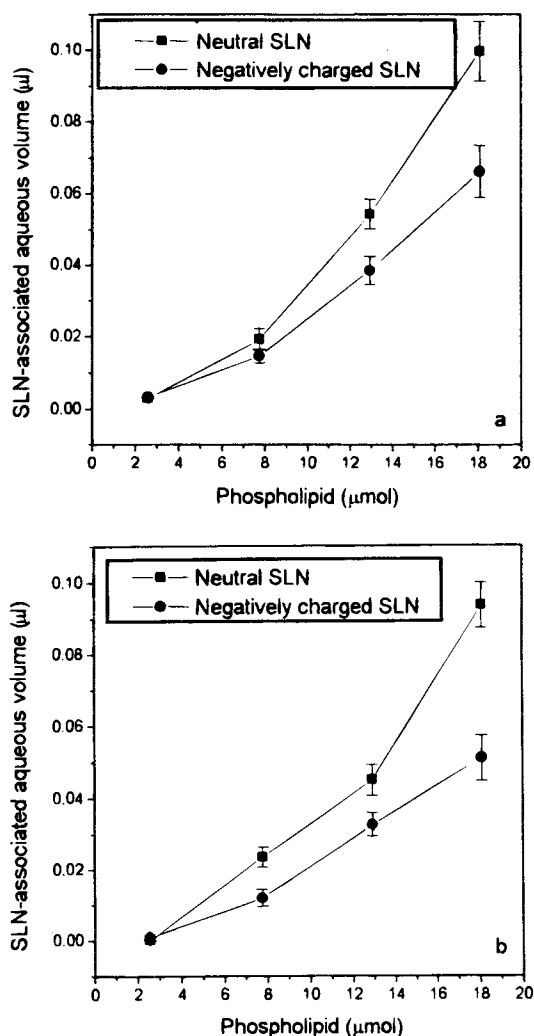 Neutral SLN
Negatively charged SLN
0.10
0.08
0.06
0.04
0.02
0.00
SLN-associated aqueous volume (μl)
a
0 2 4 6 8 10 12 14 16 18 20
Phospholipid (μmol)
Neutral SLN
Negatively charged SLN
0.10
0.08
0.06
0.04
0.02
0.00
SLN-associated aqueous volume (μl)
b
0 2 4 6 8 10 12 14 16 18 20
Phospholipid (μmol)